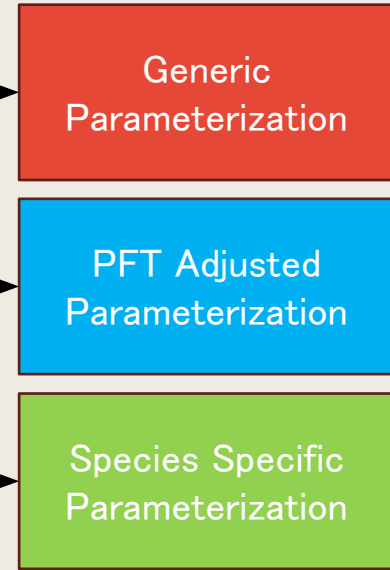 Generic
Parameterization
PFT Adjusted
Parameterization
Species Specific
Parameterization